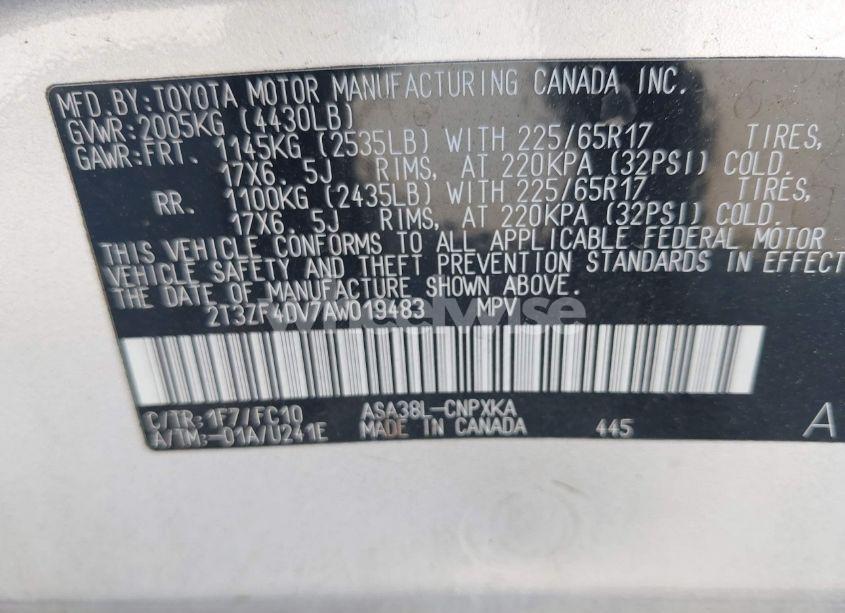 MFD.BY:TOYOTA MOTOR MANUFACTURING CANADA INC.
GVWR:2005KG (4430LB)
GAWR:FRT. 1145KG (2535LB) WITH 225/65R17 TIRES,
17X6.5J RIMS, AT 220KPA (32PSI) COLD.
RR. 1100KG (2435LB) WITH 225/65R17 TIRES,
17X6.5J RIMS, AT 220KPA (32PSI) COLD.
THIS VEHICLE CONFORMS TO ALL APPLICABLE FEDERAL MOTOR
VEHICLE SAFETY AND THEFT PREVENTION STANDARDS IN EFFECT
THE DATE OF MANUFACTURE SHOWN ABOVE.
2T3ZF4DV7AW019483 MPV
wheelwise
C/TR:1F7/FC10 ASA38L-CNPXKA
A/TM:-01A/U241E MADE IN CANADA 445 A